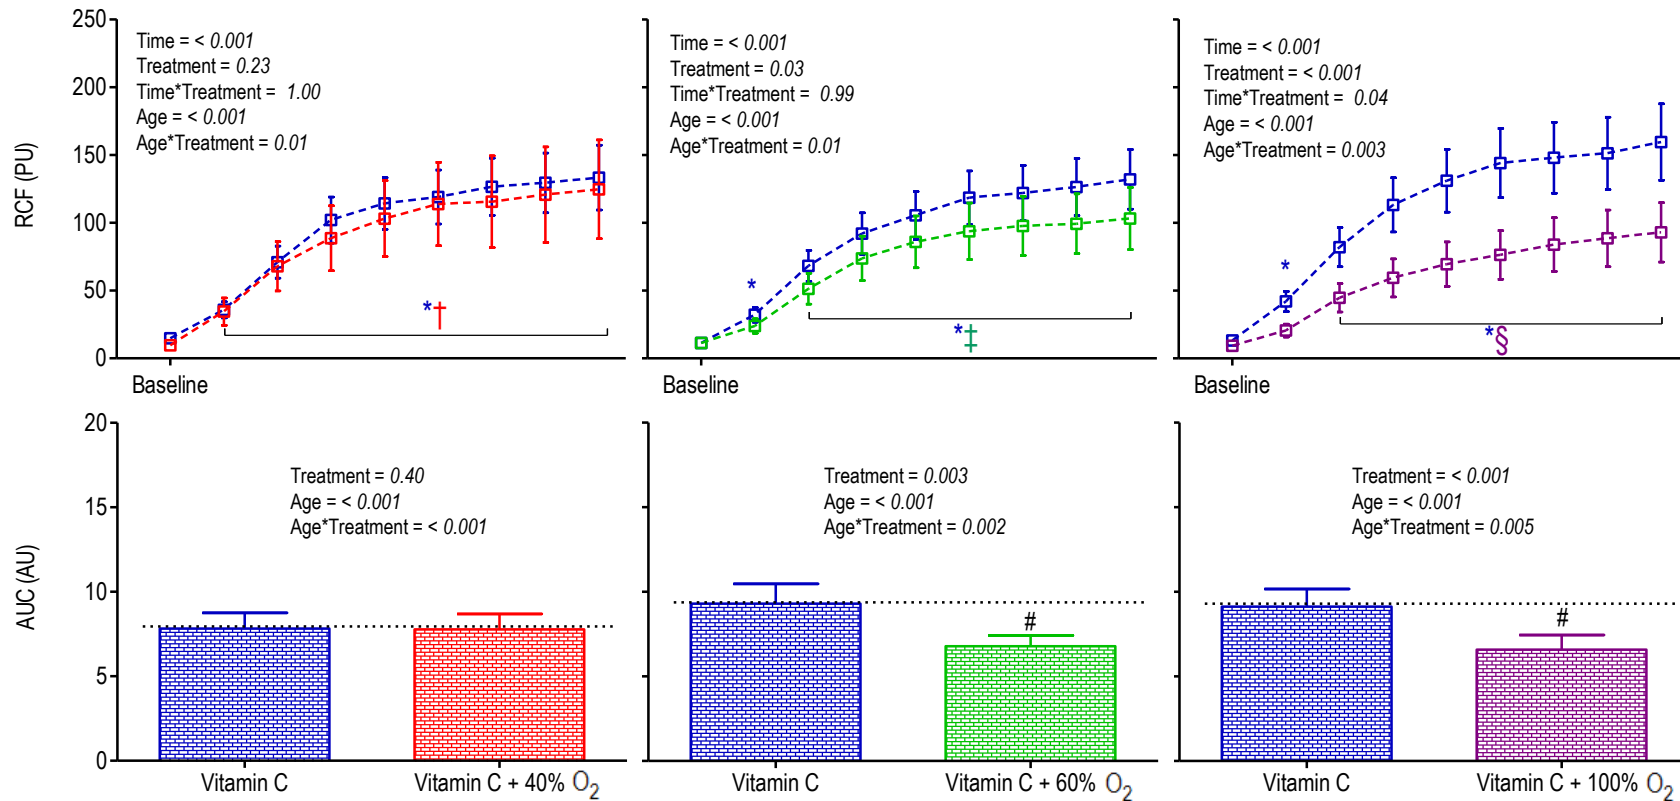 250
200
150
100
50
0
RCF (PU)
Time = < 0.001
Treatment = 0.23
Time*Treatment = 1.00
Age = < 0.001
Age*Treatment = 0.01
*†
Baseline
Time = < 0.001
Treatment = 0.03
Time*Treatment = 0.99
Age = < 0.001
Age*Treatment = 0.01
*
*‡
Baseline
Time = < 0.001
Treatment = < 0.001
Time*Treatment = 0.04
Age = < 0.001
Age*Treatment = 0.003
*
*§
Baseline
20
15
10
5
0
AUC (AU)
Treatment = 0.40
Age = < 0.001
Age*Treatment = < 0.001
Vitamin C
Vitamin C + 40% O₂
Treatment = 0.003
Age = < 0.001
Age*Treatment = 0.002
#
Vitamin C
Vitamin C + 60% O₂
Treatment = < 0.001
Age = < 0.001
Age*Treatment = 0.005
#
Vitamin C
Vitamin C + 100% O₂